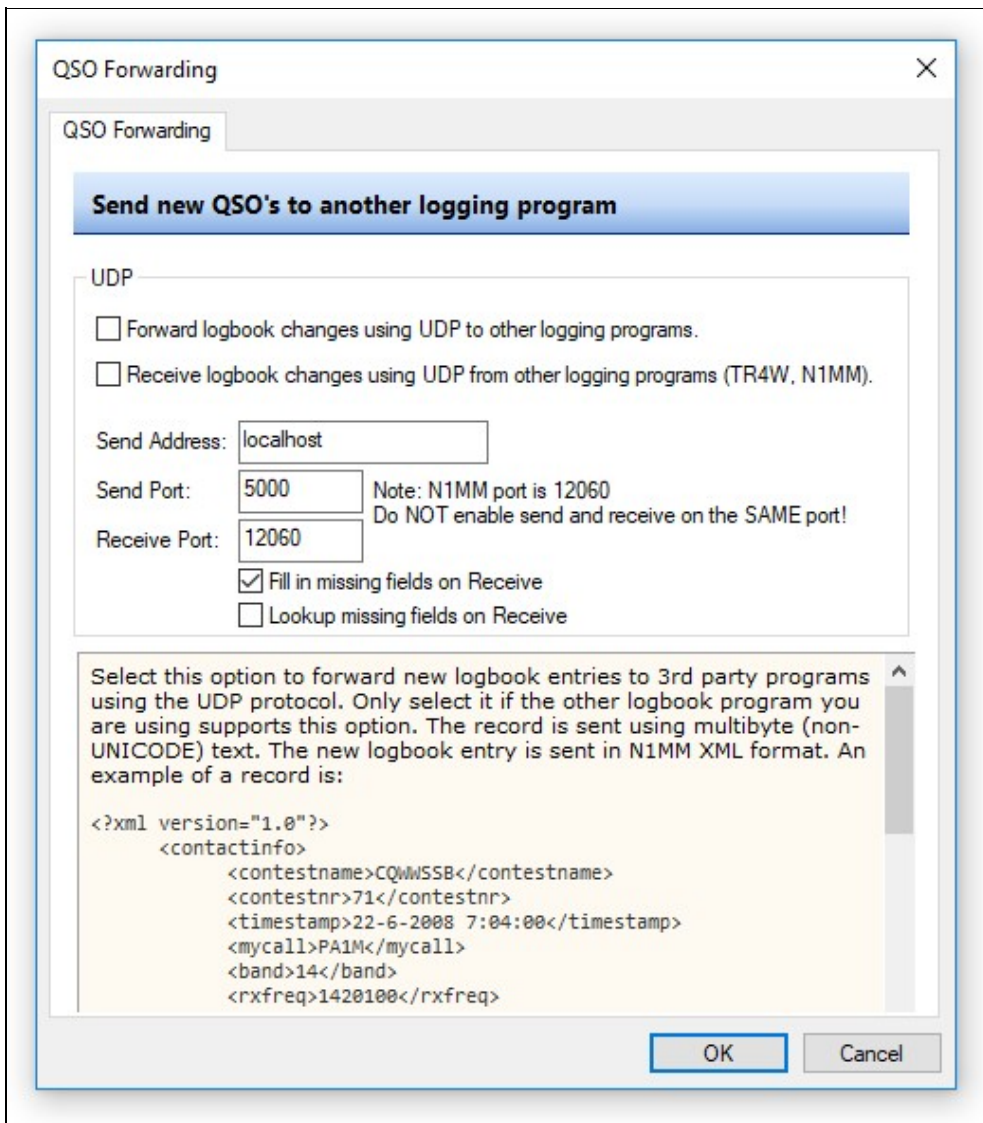 QSO Forwarding
QSO Forwarding
Send new QSO's to another logging program
UDP
Forward logbook changes using UDP to other logging programs.
Receive logbook changes using UDP from other logging programs (TR4W, N1MM).
Send Address: localhost
Send Port: 5000 Note: N1MM port is 12060
Do NOT enable send and receive on the SAME port!
Receive Port: 12060
Fill in missing fields on Receive
Lookup missing fields on Receive
Select this option to forward new logbook entries to 3rd party programs
using the UDP protocol. Only select it if the other logbook program you
are using supports this option. The record is sent using multibyte (non-
UNICODE) text. The new logbook entry is sent in N1MM XML format. An
example of a record is:
<?xml version="1.0"?>
<contactinfo>
<contestname>CQWWSSB</contestname>
<contestnr>71</contestnr>
<timestamp>22-6-2008 7:04:00</timestamp>
<mycall>PA1M</mycall>
<band>14</band>
<rxfreq>1420100</rxfreq>
OK Cancel